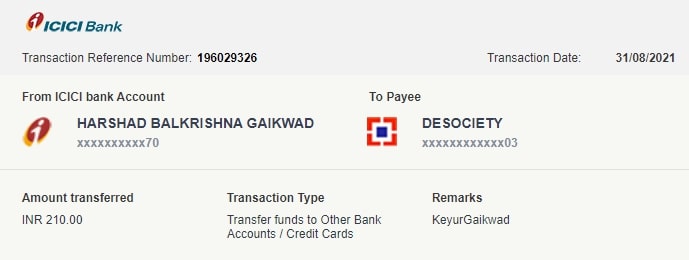 ICICI Bank
Transaction Reference Number: 196029326 Transaction Date: 31/08/2021
From ICICI bank Account To Payee
HARSHAD BALKRISHNA GAIKWAD DESOCIETY
xxxxxxxxxx70 xxxxxxxxxxxx03
Amount transferred Transaction Type Remarks
INR 210.00 Transfer funds to Other Bank KeyurGaikwad
Accounts / Credit Cards